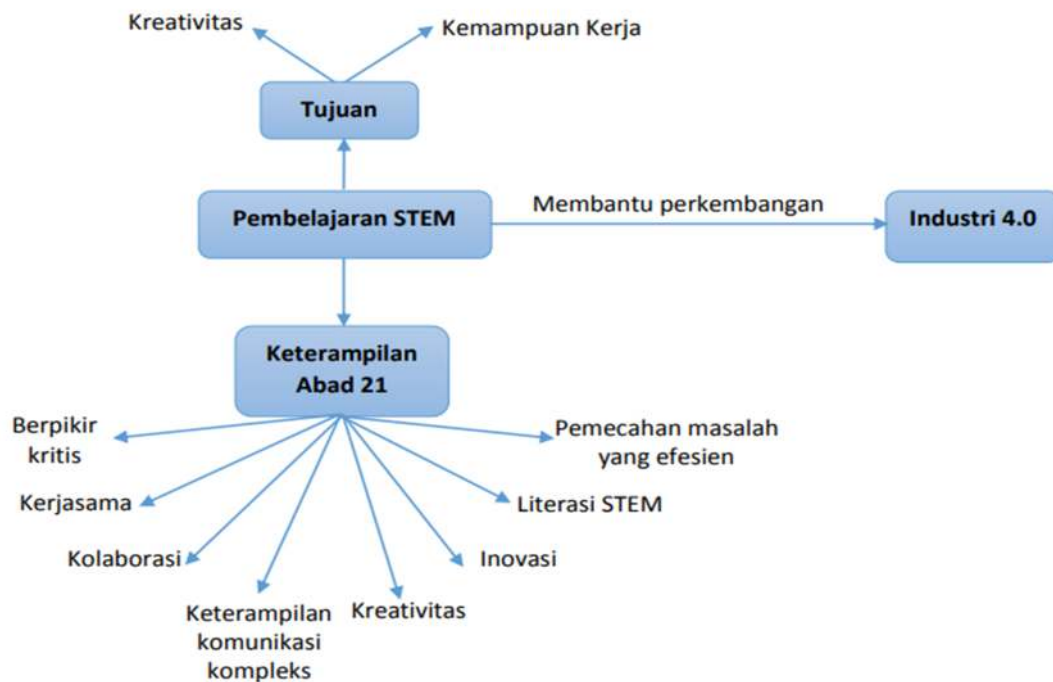 Kreativitas
Kemampuan Kerja
Tujuan
Pembelajaran STEM
Membantu perkembangan
Industri 4.0
Keterampilan
Abad 21
Berpikir
kritis
Pemecahan masalah
yang efesien
Kerjasama
Literasi STEM
Kolaborasi
Inovasi
Keterampilan
komunikasi
kompleks
Kreativitas